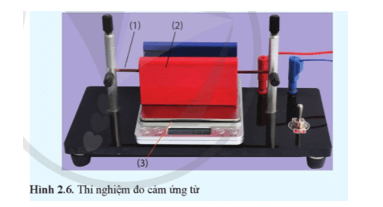 (1)
(2)
(3)
Hình 2.6. Thí nghiệm đo cảm ứng từ